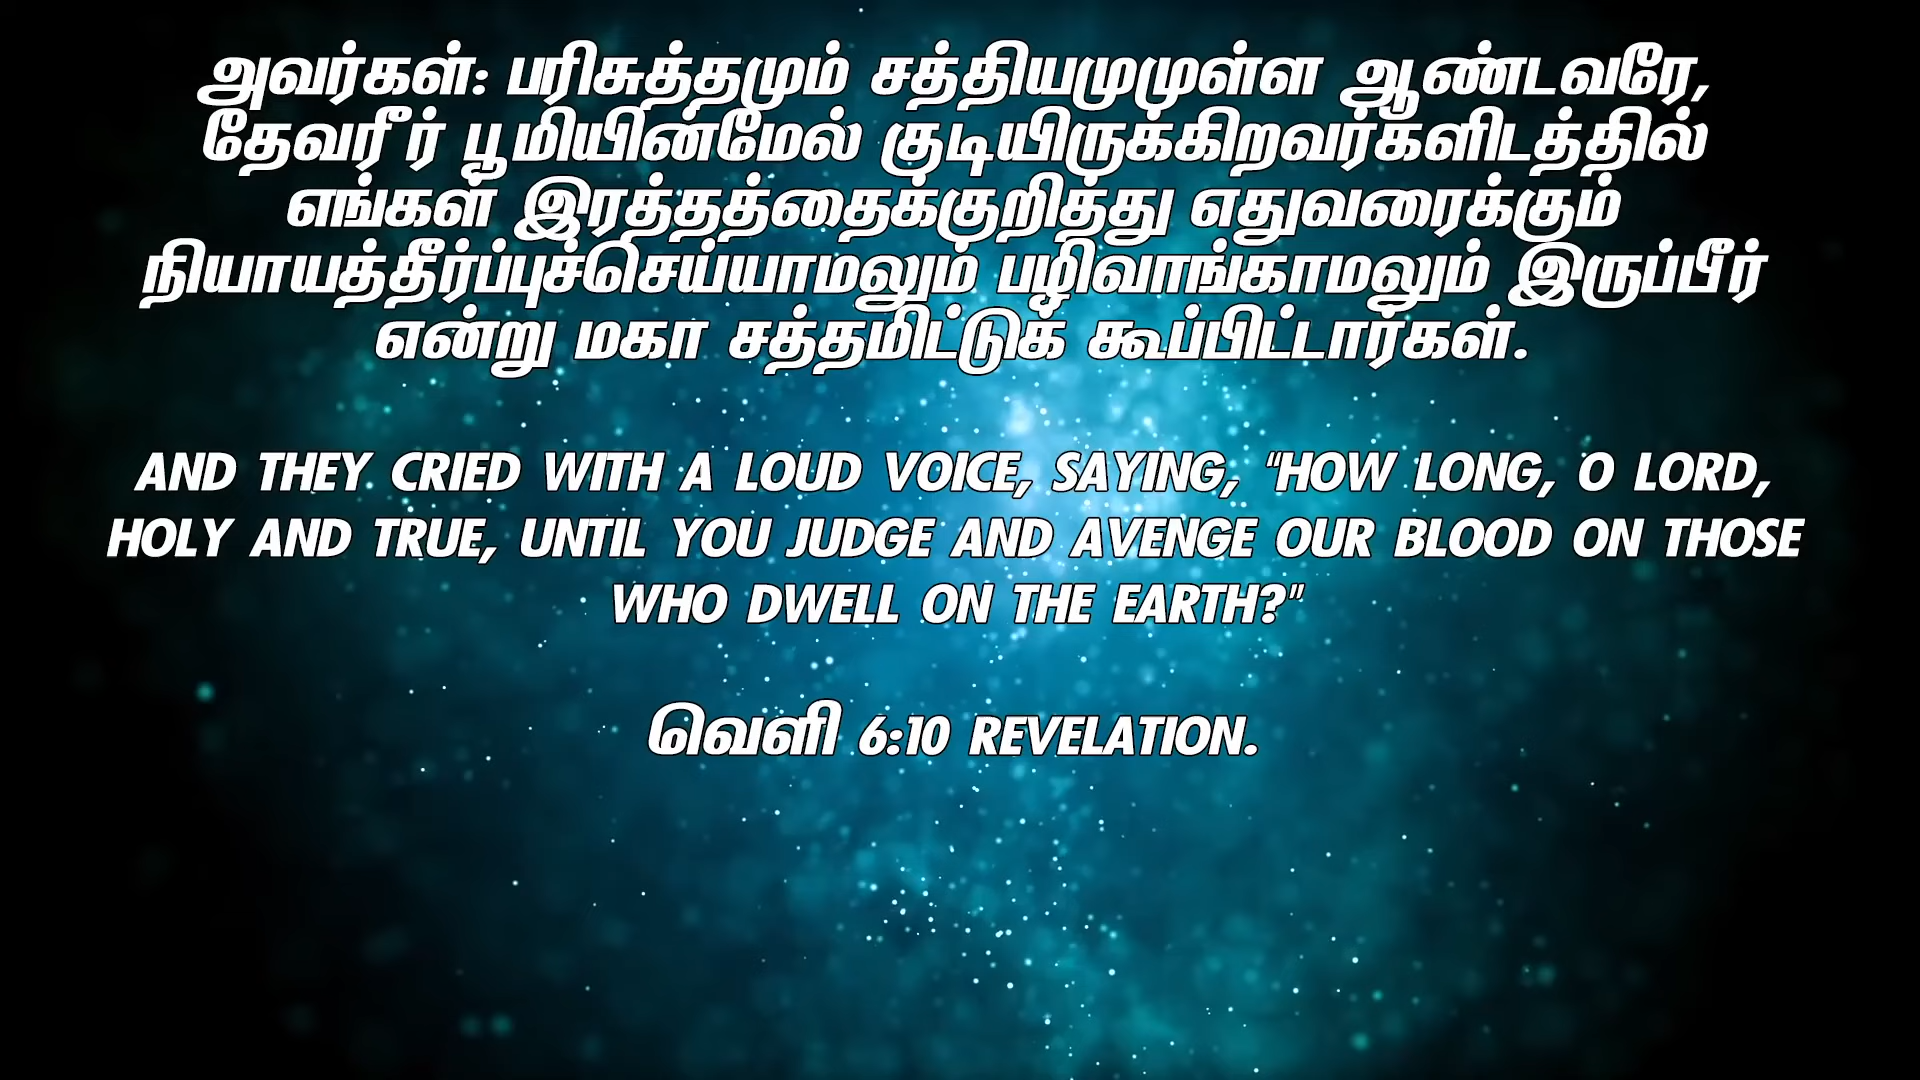 அவர்கள்: பரிசுத்தமும் சத்தியமுமுள்ள ஆண்டவரே,
தேவரீர் பூமியின்மேல் குடியிருக்கிறவர்களிடத்தில்
எங்கள் இரத்தத்தைக்குறித்து எதுவரைக்கும்
நியாயத்தீர்ப்புச்செய்யாமலும் பழிவாங்காமலும் இருப்பீர்
என்று மகா சத்தமிட்டுக் கூப்பிட்டார்கள்.
AND THEY CRIED WITH A LOUD VOICE, SAYING, "HOW LONG, O LORD,
HOLY AND TRUE, UNTIL YOU JUDGE AND AVENGE OUR BLOOD ON THOSE
WHO DWELL ON THE EARTH?"
வெளி 6:10 REVELATION.